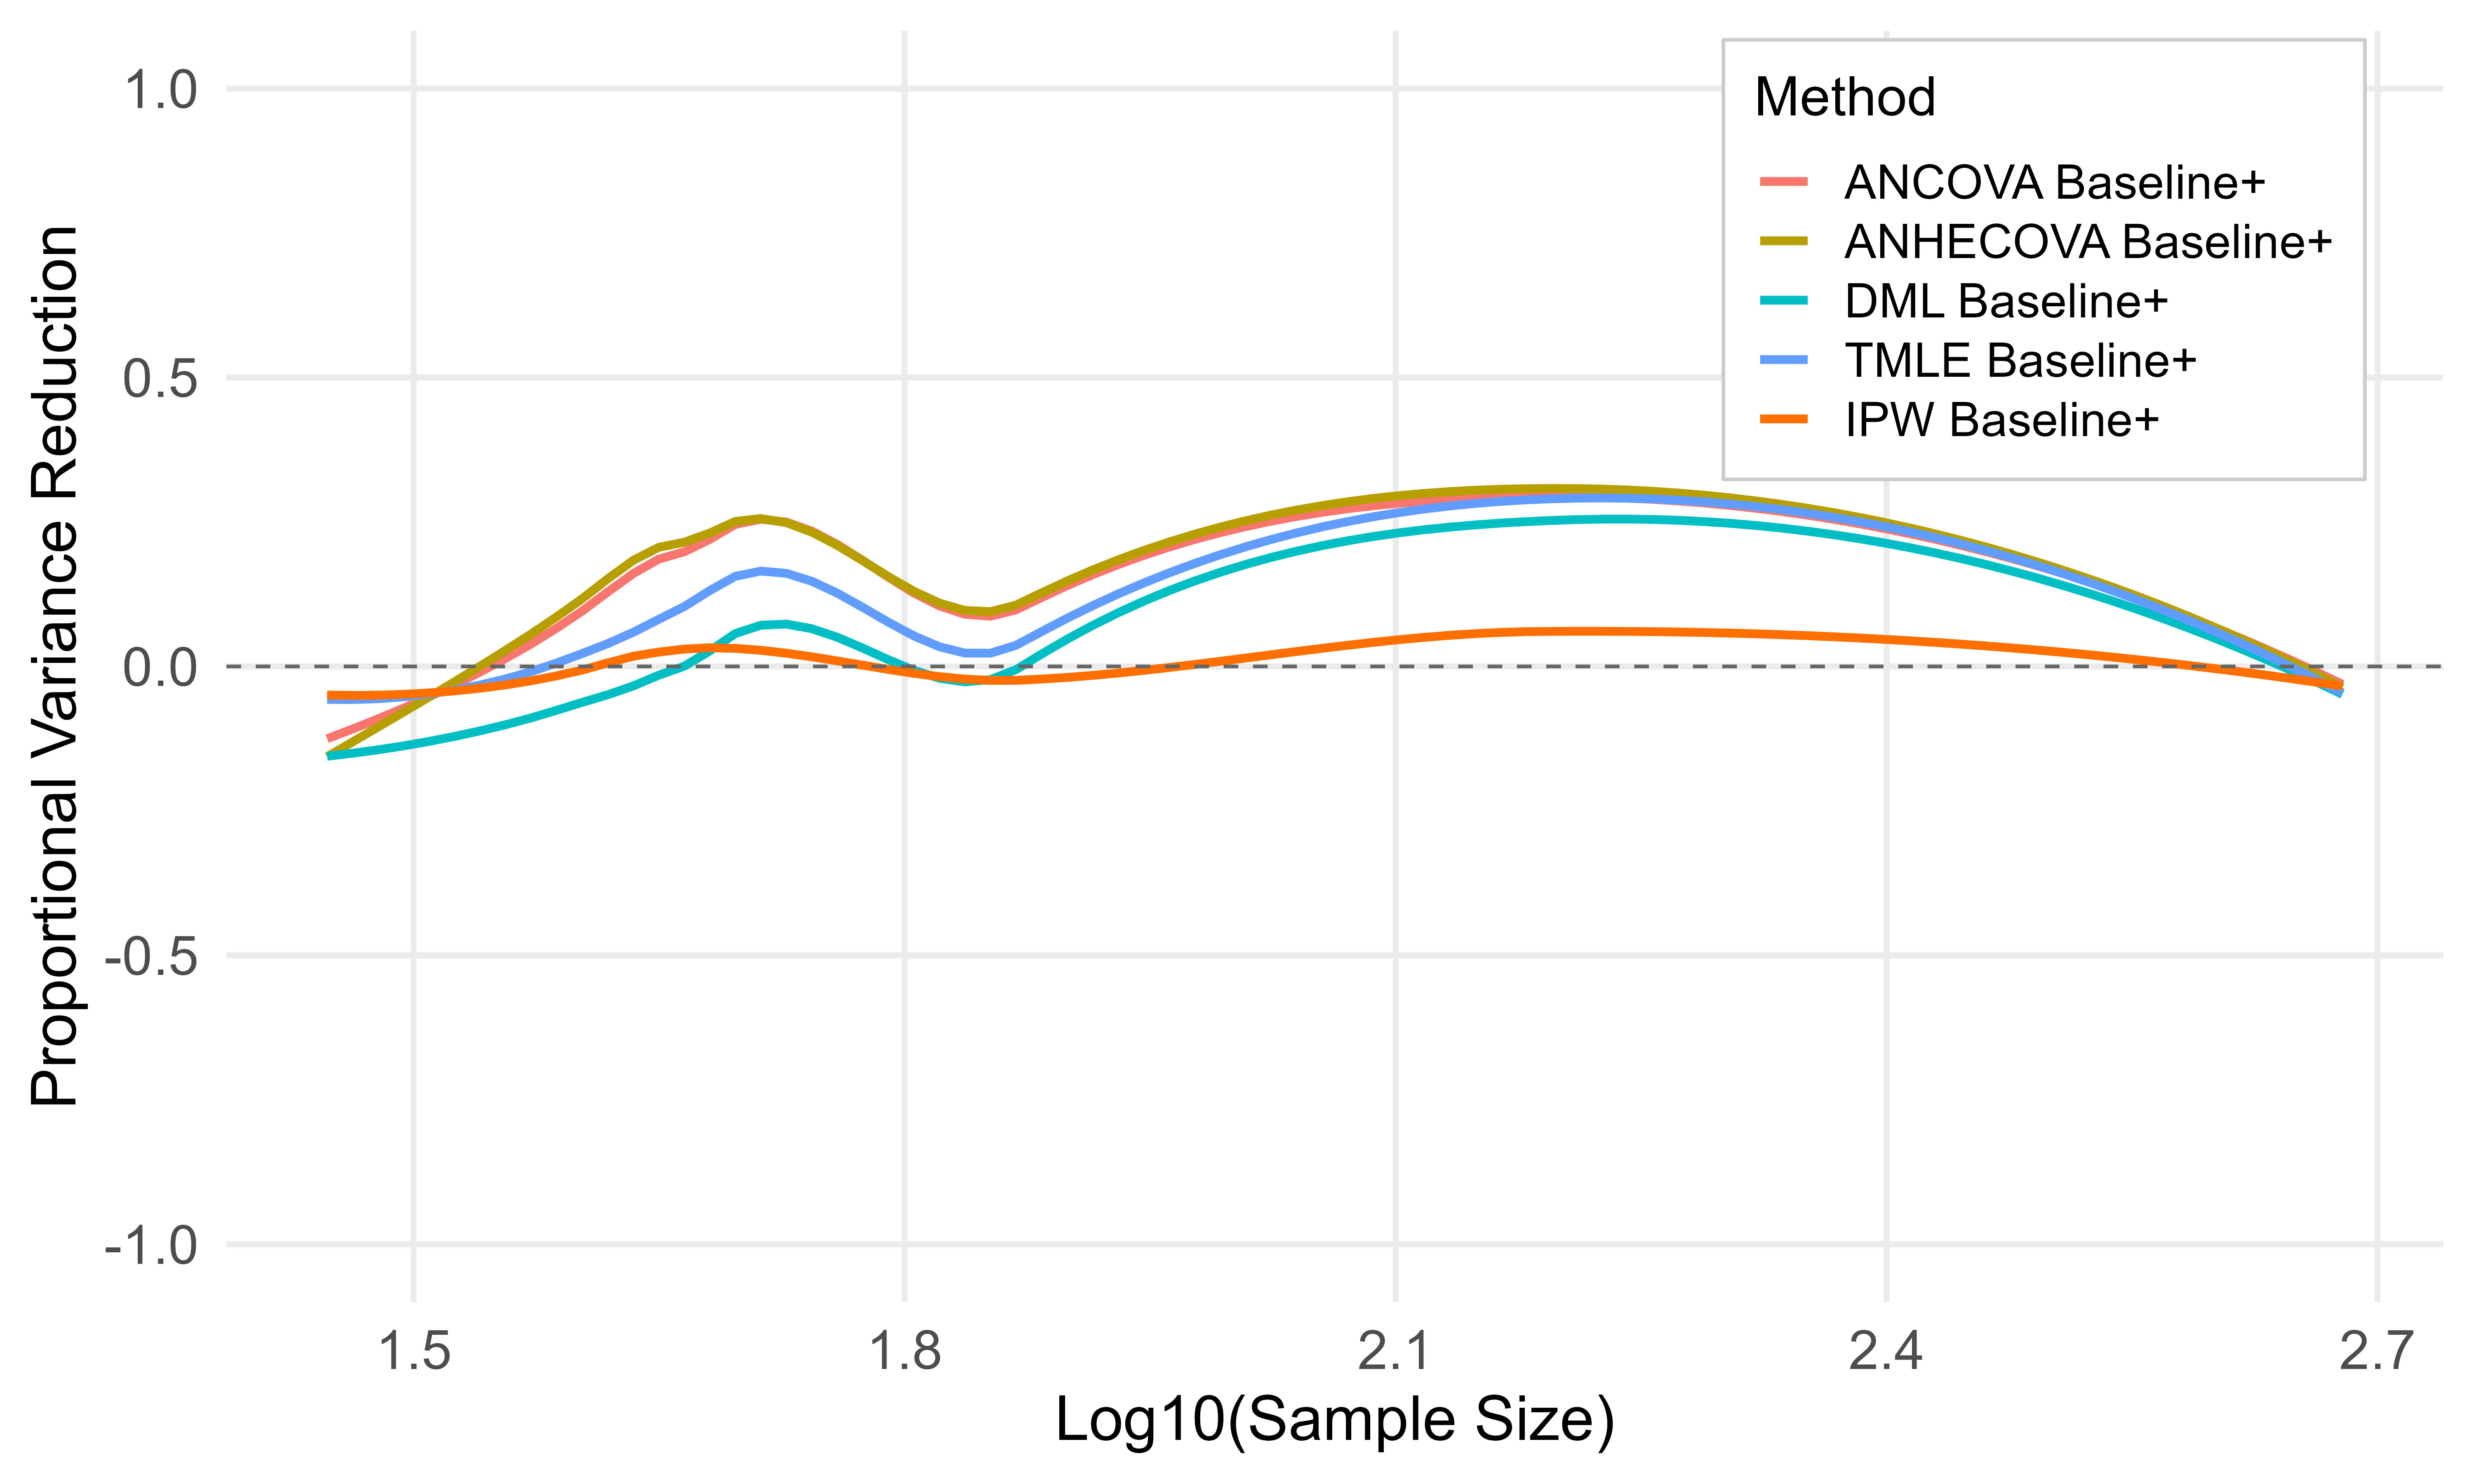 Proportional Variance Reduction
1.0
0.5
0.0
-0.5
-1.0
Method
ANCOVA Baseline+
ANHECOVA Baseline+
DML Baseline+
TMLE Baseline+
IPW Baseline+
1.5
1.8
2.1
2.4
2.7
Log10(Sample Size)